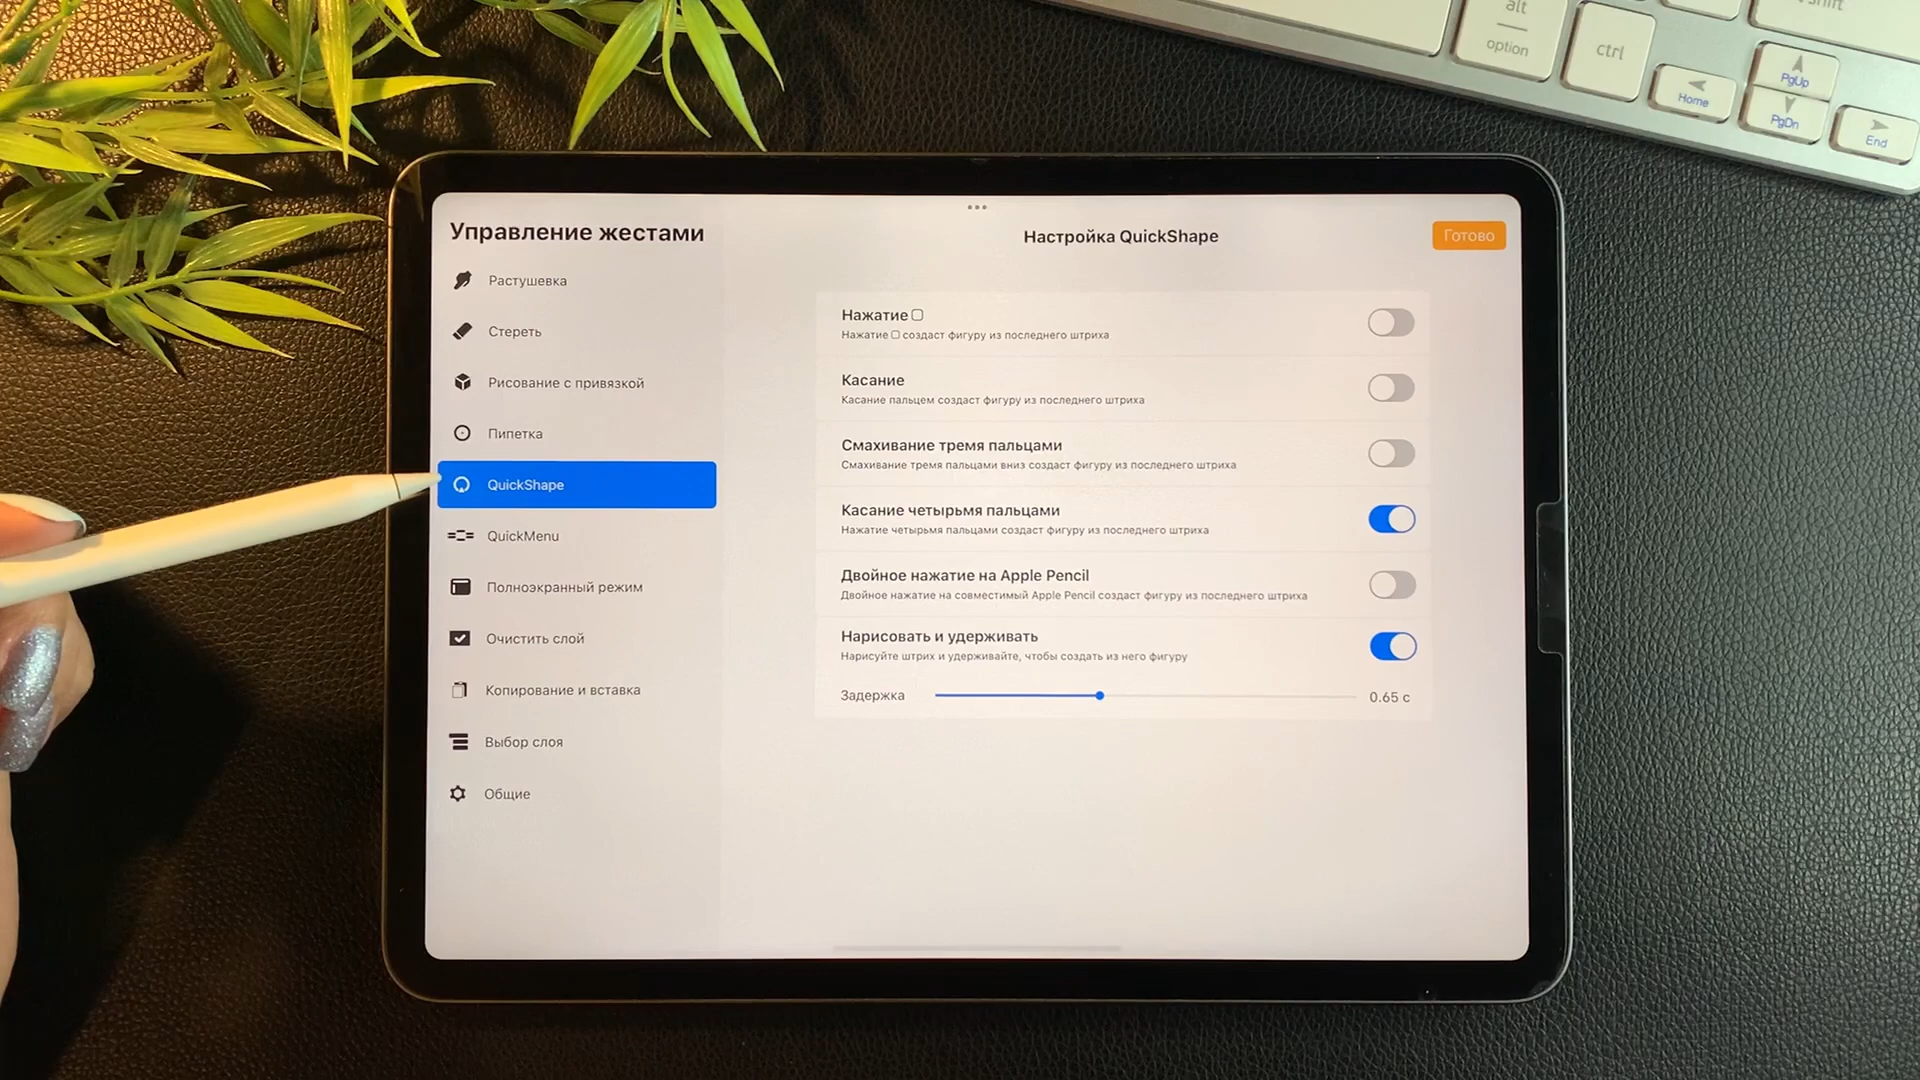 alt
option
ctrl
shift
Home
PgUp
PgDn
End
Управление жестами
Растушевка
Стереть
Рисование с привязкой
Пипетка
QuickShape
QuickMenu
Полноэкранный режим
Очистить слой
Копирование и вставка
Выбор слоя
Общие
Настройка QuickShape
Готово
Нажатие
Нажатие создаст фигуру из последнего штриха
Касание
Касание пальцем создаст фигуру из последнего штриха
Смахивание тремя пальцами
Смахивание тремя пальцами вниз создаст фигуру из последнего штриха
Касание четырьмя пальцами
Нажатие четырьмя пальцами создаст фигуру из последнего штриха
Двойное нажатие на Apple Pencil
Двойное нажатие на совместимый Apple Pencil создаст фигуру из последнего штриха
Нарисовать и удерживать
Нарисуйте штрих и удерживайте, чтобы создать из него фигуру
Задержка 0.65 с